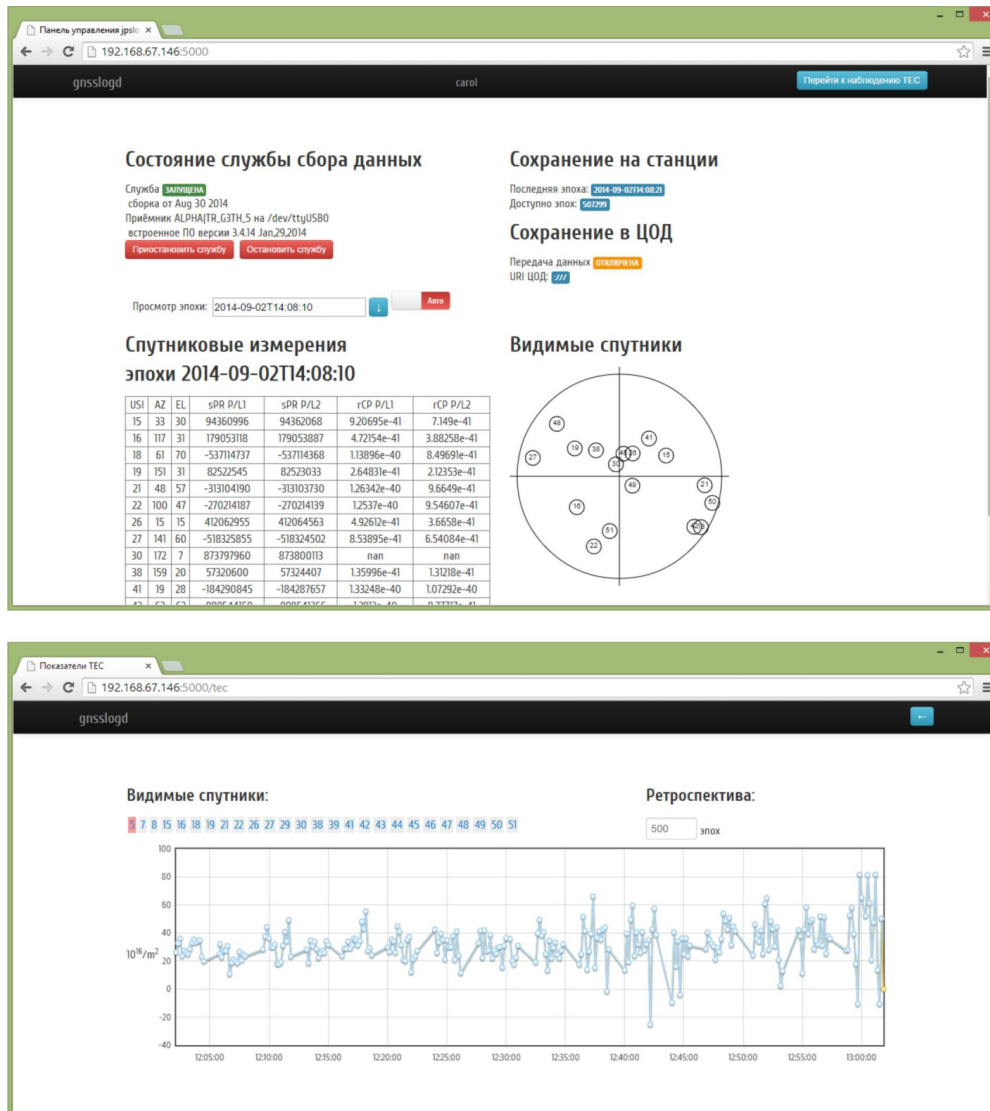 Панель управления jpslo
192.168.67.146:5000
gnsslogd
carol
Перейти к наблюдению TEC
Состояние службы сбора данных
Служба ЗАПУЩЕНА
сборка от Aug 30 2014
Приёмник ALPHA|TR_G3TH_5 на /dev/ttyUSB0
встроенное ПО версии 3.4.14 Jan,29,2014
Приостановить службу Остановить службу
Сохранение на станции
Последняя эпоха: 2014-09-02T14:08:21
Доступно эпох: 507299
Сохранение в ЦОД
Передача данных ОТКЛЮЧЕНА
URI ЦОД: :///
Просмотр эпохи: 2014-09-02T14:08:10 ↓ Авто
Спутниковые измерения
эпохи 2014-09-02T14:08:10
USI AZ EL sPR P/L1 sPR P/L2 rCP P/L1 rCP P/L2
15 33 30 94360996 94362068 9.20695e-41 7.149e-41
16 117 31 179053118 179053887 4.72154e-41 3.88258e-41
18 61 70 -537114737 -537114368 1.13896e-40 8.49691e-41
19 151 31 82522545 82523033 2.64831e-41 2.12353e-41
21 48 57 -313104190 -313103730 1.26342e-40 9.6649e-41
22 100 47 -270214187 -270214139 1.2537e-40 9.54607e-41
26 15 15 412062955 412064563 4.92612e-41 3.6658e-41
27 141 60 -518325855 -518324502 8.53895e-41 6.54084e-41
30 172 7 873797960 873800113 nan nan
38 159 20 57320600 57324407 1.35996e-41 1.31218e-41
41 19 28 -184290845 -184287657 1.33248e-40 1.07292e-40
Видимые спутники
48
41
19
38
27
15
30
49
21
50
16
51
22
Показатели TEC
192.168.67.146:5000/tec
gnsslogd
←
Видимые спутники:
5 7 8 15 16 18 19 21 22 26 27 29 30 38 39 41 42 43 44 45 46 47 48 49 50 51
Ретроспектива:
500 эпох
100
80
60
40
10¹⁶/m²
20
0
-20
-40
12:05:00 12:10:00 12:15:00 12:20:00 12:25:00 12:30:00 12:35:00 12:40:00 12:45:00 12:50:00 12:55:00 13:00:00